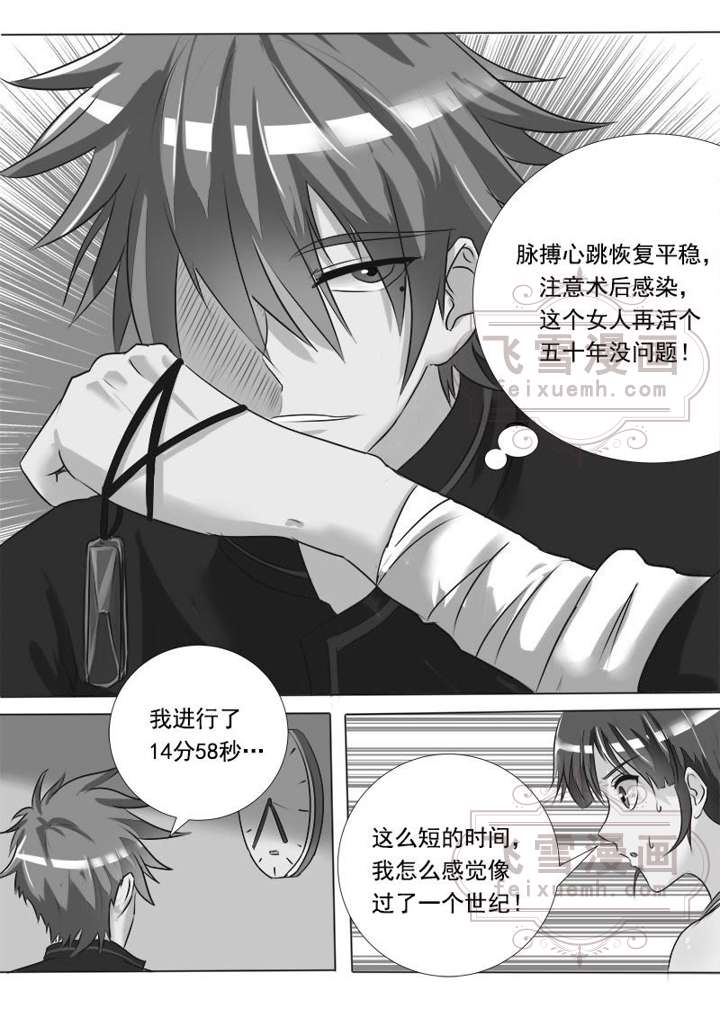 脉搏心跳恢复平稳，
注意术后感染，
这个女人再活个
五十年没问题！
飞雪漫画
feixuemh.com
我进行了
14分58秒…
这么短的时间，
我怎么感觉像
过了一个世纪！
飞雪漫画
feixuemh.com